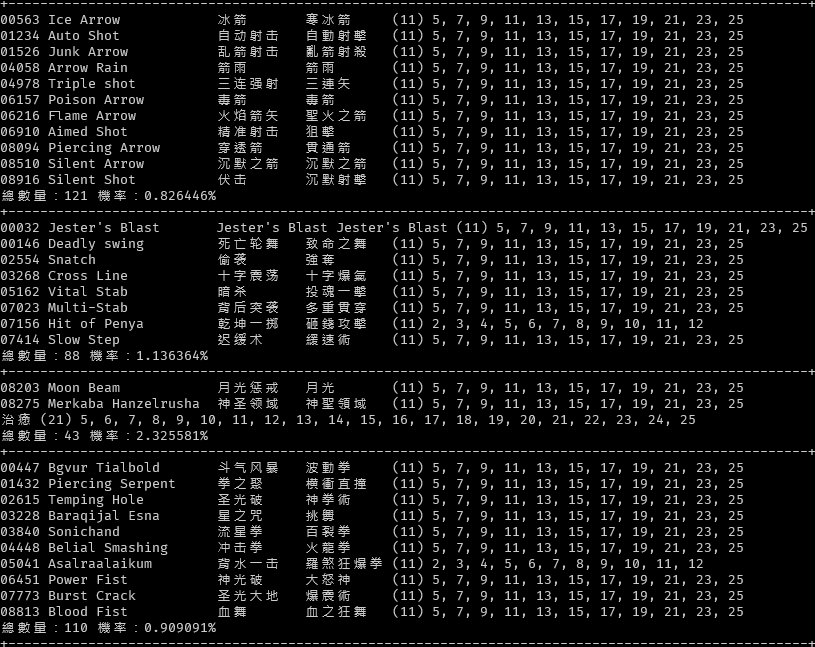 +-----------------------------------------------------------------------------------------------------+
00563 Ice Arrow 冰箭 寒冰箭 (11) 5, 7, 9, 11, 13, 15, 17, 19, 21, 23, 25
01234 Auto Shot 自动射击 自動射擊 (11) 5, 7, 9, 11, 13, 15, 17, 19, 21, 23, 25
01526 Junk Arrow 乱箭射击 亂箭射殺 (11) 5, 7, 9, 11, 13, 15, 17, 19, 21, 23, 25
04058 Arrow Rain 箭雨 箭雨 (11) 5, 7, 9, 11, 13, 15, 17, 19, 21, 23, 25
04978 Triple shot 三连强射 三連矢 (11) 5, 7, 9, 11, 13, 15, 17, 19, 21, 23, 25
06157 Poison Arrow 毒箭 毒箭 (11) 5, 7, 9, 11, 13, 15, 17, 19, 21, 23, 25
06216 Flame Arrow 火焰箭矢 聖火之箭 (11) 5, 7, 9, 11, 13, 15, 17, 19, 21, 23, 25
06910 Aimed Shot 精准射击 狙擊 (11) 5, 7, 9, 11, 13, 15, 17, 19, 21, 23, 25
08094 Piercing Arrow 穿透箭 貫通箭 (11) 5, 7, 9, 11, 13, 15, 17, 19, 21, 23, 25
08510 Silent Arrow 沉默之箭 沉默之箭 (11) 5, 7, 9, 11, 13, 15, 17, 19, 21, 23, 25
08916 Silent Shot 伏击 沉默射擊 (11) 5, 7, 9, 11, 13, 15, 17, 19, 21, 23, 25
總數量：121 機率：0.826446%
+-----------------------------------------------------------------------------------------------------+
00032 Jester's Blast Jester's Blast Jester's Blast (11) 5, 7, 9, 11, 13, 15, 17, 19, 21, 23, 25
00146 Deadly swing 死亡轮舞 致命之舞 (11) 5, 7, 9, 11, 13, 15, 17, 19, 21, 23, 25
02554 Snatch 偷袭 強奪 (11) 5, 7, 9, 11, 13, 15, 17, 19, 21, 23, 25
03268 Cross Line 十字震荡 十字爆氣 (11) 5, 7, 9, 11, 13, 15, 17, 19, 21, 23, 25
05162 Vital Stab 暗杀 投魂一擊 (11) 5, 7, 9, 11, 13, 15, 17, 19, 21, 23, 25
07023 Multi-Stab 背后突袭 多重貫穿 (11) 5, 7, 9, 11, 13, 15, 17, 19, 21, 23, 25
07156 Hit of Penya 乾坤一掷 砸錢攻擊 (11) 2, 3, 4, 5, 6, 7, 8, 9, 10, 11, 12
07414 Slow Step 迟缓术 緩速術 (11) 5, 7, 9, 11, 13, 15, 17, 19, 21, 23, 25
總數量：88 機率：1.136364%
+-----------------------------------------------------------------------------------------------------+
08203 Moon Beam 月光惩戒 月光 (11) 5, 7, 9, 11, 13, 15, 17, 19, 21, 23, 25
08275 Merkaba Hanzelrusha 神圣领域 神聖領域 (11) 5, 7, 9, 11, 13, 15, 17, 19, 21, 23, 25
治癒 (21) 5, 6, 7, 8, 9, 10, 11, 12, 13, 14, 15, 16, 17, 18, 19, 20, 21, 22, 23, 24, 25
總數量：43 機率：2.325581%
+-----------------------------------------------------------------------------------------------------+
00447 Bgvur Tialbold 斗气风暴 波動拳 (11) 5, 7, 9, 11, 13, 15, 17, 19, 21, 23, 25
01432 Piercing Serpent 拳之聚 橫衝直撞 (11) 5, 7, 9, 11, 13, 15, 17, 19, 21, 23, 25
02615 Temping Hole 圣光破 神拳術 (11) 5, 7, 9, 11, 13, 15, 17, 19, 21, 23, 25
03228 Baraqijal Esna 星之咒 挑釁 (11) 5, 7, 9, 11, 13, 15, 17, 19, 21, 23, 25
03840 Sonichand 流星拳 百裂拳 (11) 5, 7, 9, 11, 13, 15, 17, 19, 21, 23, 25
04448 Belial Smashing 冲击拳 火龍拳 (11) 5, 7, 9, 11, 13, 15, 17, 19, 21, 23, 25
05041 Asalraalaikum 背水一击 羅煞狂爆拳 (11) 2, 3, 4, 5, 6, 7, 8, 9, 10, 11, 12
06451 Power Fist 神光破 大怒神 (11) 5, 7, 9, 11, 13, 15, 17, 19, 21, 23, 25
07773 Burst Crack 圣光大地 爆震術 (11) 5, 7, 9, 11, 13, 15, 17, 19, 21, 23, 25
08813 Blood Fist 血舞 血之狂舞 (11) 5, 7, 9, 11, 13, 15, 17, 19, 21, 23, 25
總數量：110 機率：0.909091%
+-----------------------------------------------------------------------------------------------------+